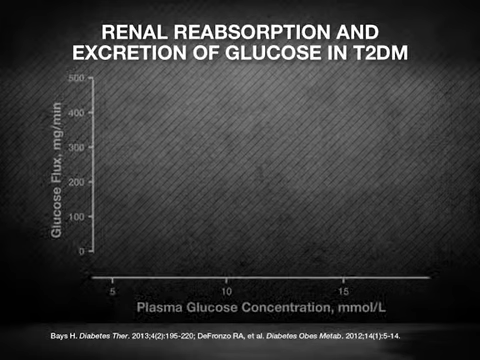 RENAL REABSORPTION AND
EXCRETION OF GLUCOSE IN T2DM
500
400
300
200
100
0
Glucose Flux, mg/min
5
10
15
Plasma Glucose Concentration, mmol/L
Bays H. Diabetes Ther. 2013;4(2):195-220; DeFronzo RA, et al. Diabetes Obes Metab. 2012;14(1):5-14.